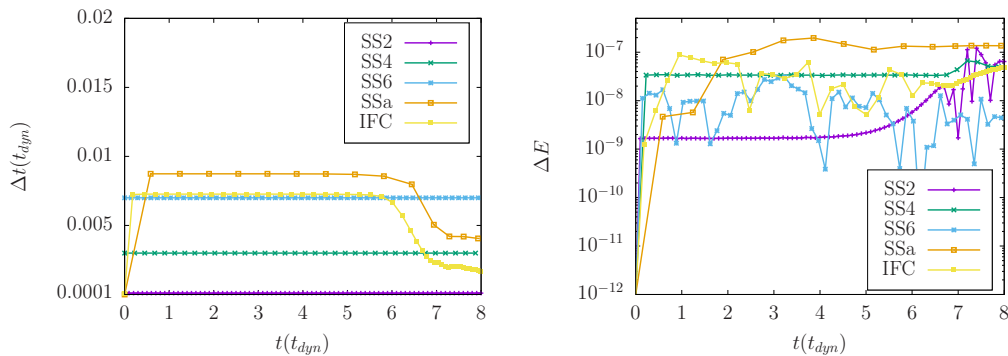 0.02
0.015
0.01
0.005
0.0001
Δt(t_dyn)
0 1 2 3 4 5 6 7 8
t(t_dyn)
SS2
SS4
SS6
SSa
IFC
10^−7
10^−8
10^−9
10^−10
10^−11
10^−12
ΔE
0 1 2 3 4 5 6 7 8
t(t_dyn)
SS2
SS4
SS6
SSa
IFC